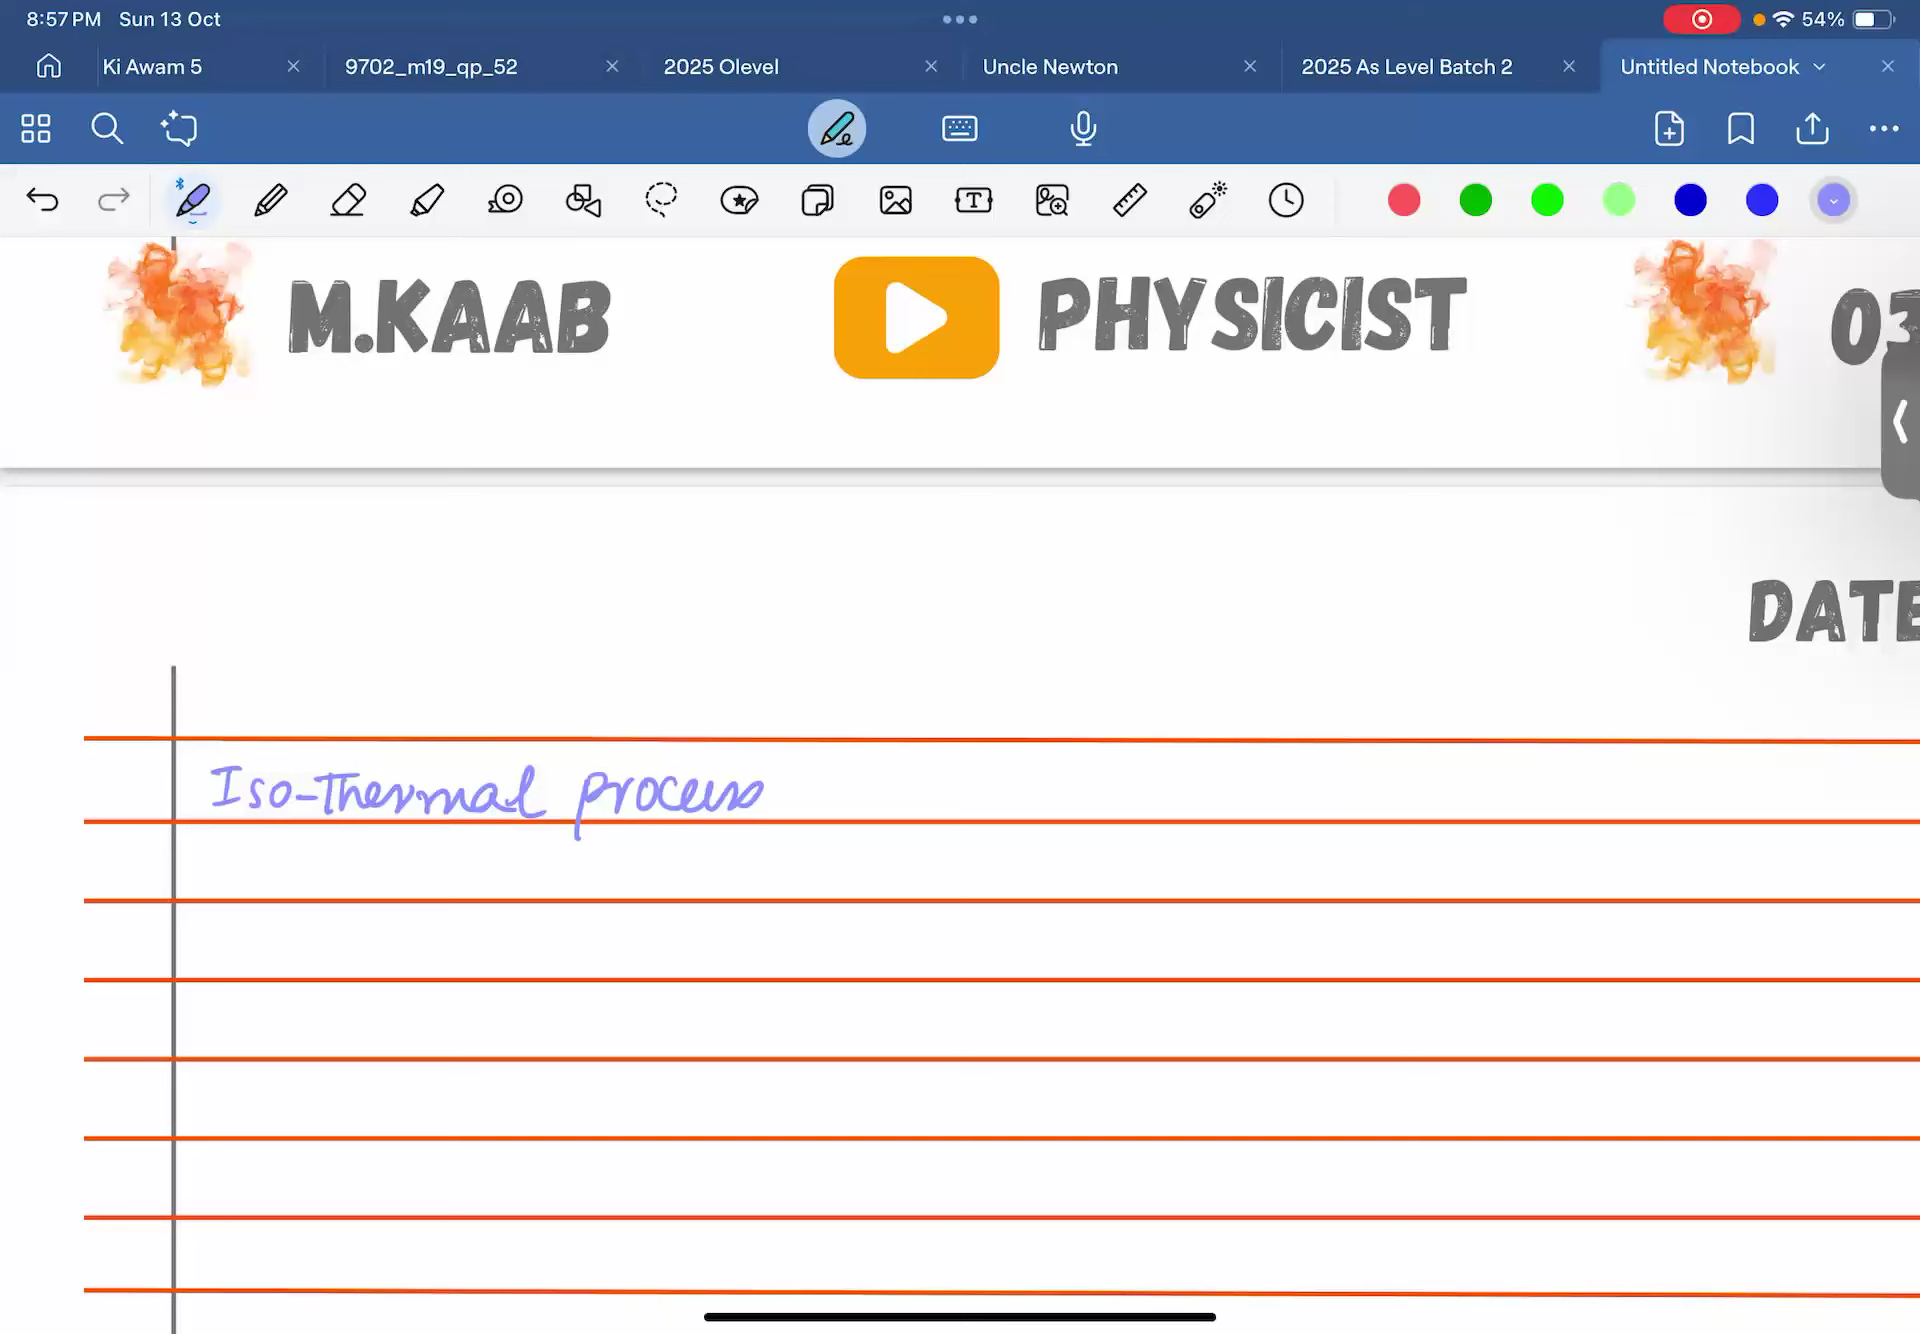 8:57 PM Sun 13 Oct
54%
Ki Awam 5
9702_m19_qp_52
2025 Olevel
Uncle Newton
2025 As Level Batch 2
Untitled Notebook
M.KAAB PHYSICIST 03
DATE
Iso-Thermal process